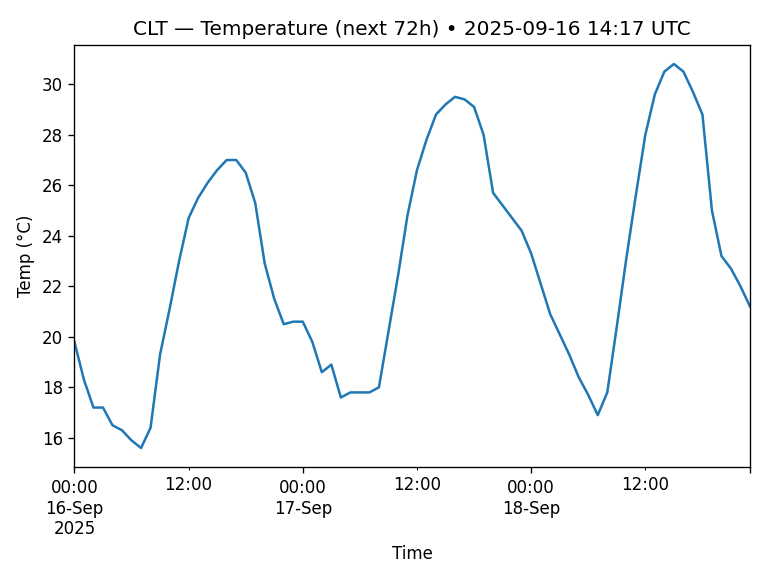 CLT — Temperature (next 72h) • 2025-09-16 14:17 UTC
30
28
26
24
22
20
18
16
Temp (°C)
00:00 12:00 00:00 12:00 00:00 12:00
16-Sep 17-Sep 18-Sep
2025
Time